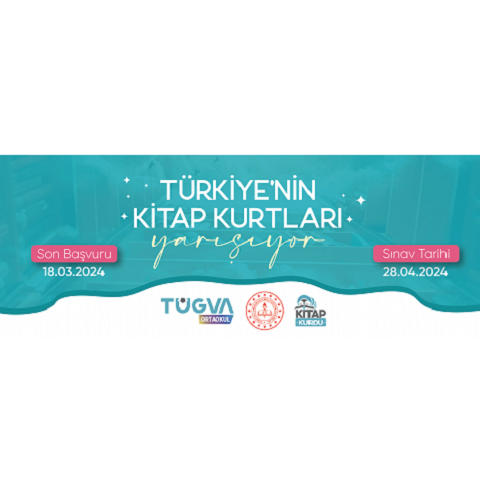 TÜRKİYE'NİN
KİTAP KURTLARI
yarışıyor
Son Başvuru
18.03.2024
Sınav Tarihi
28.04.2024
TÜGVA
ORTAOKUL
KİTAP
KURDU